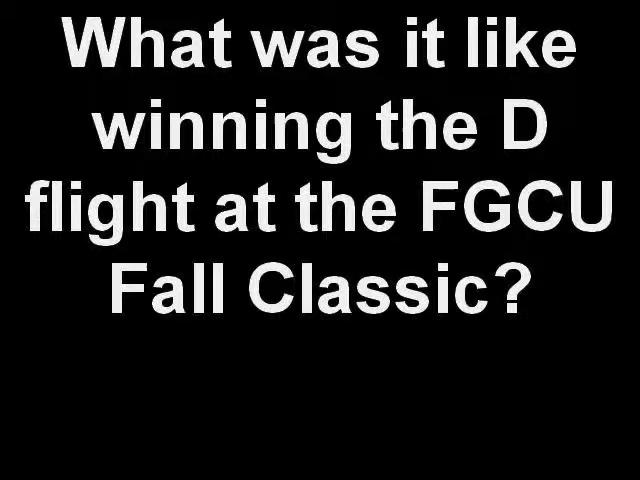 What was it like
winning the D
flight at the FGCU
Fall Classic?